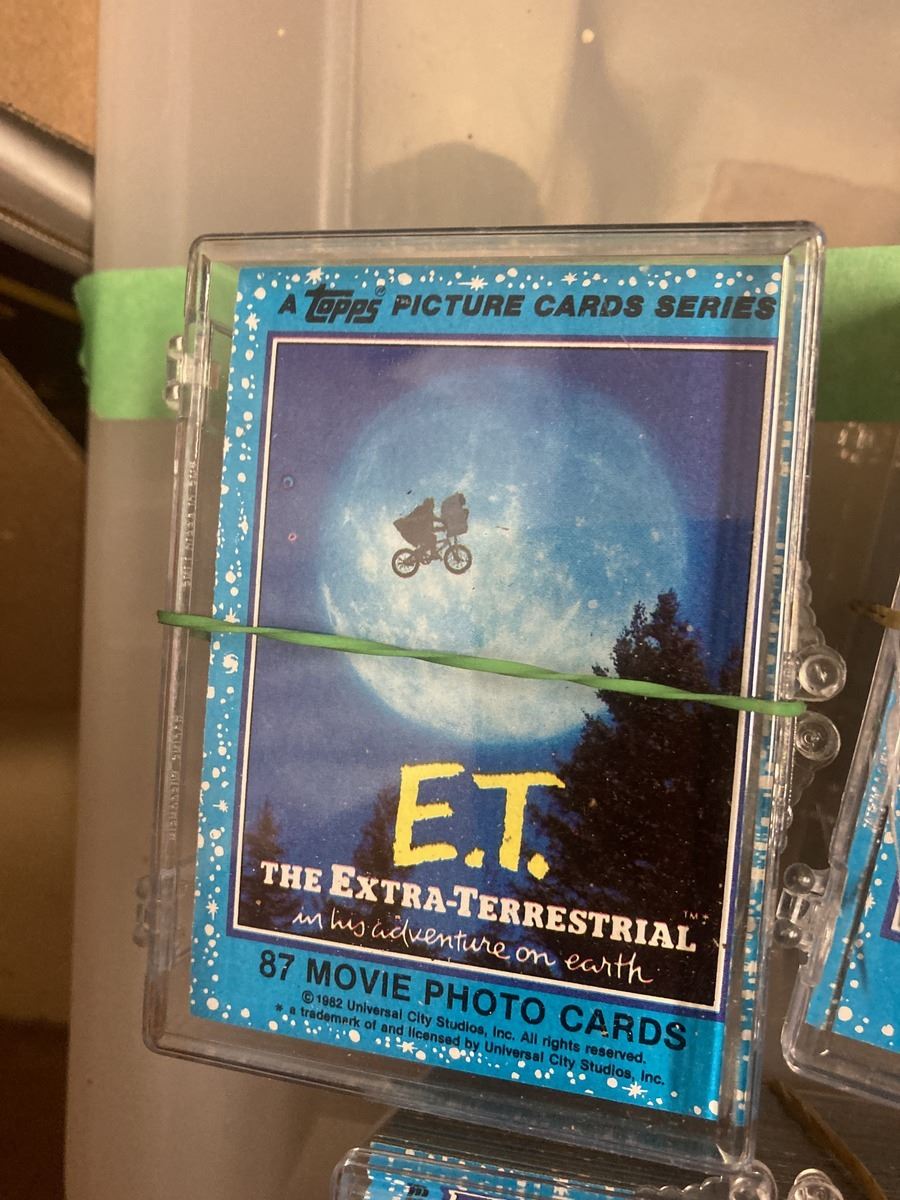 A Topps® PICTURE CARDS SERIES
E.T.
THE EXTRA-TERRESTRIAL™*
in his adventure on earth
87 MOVIE PHOTO CARDS
©1982 Universal City Studios, Inc. All rights reserved.
* a trademark of and licensed by Universal City Studios, Inc.